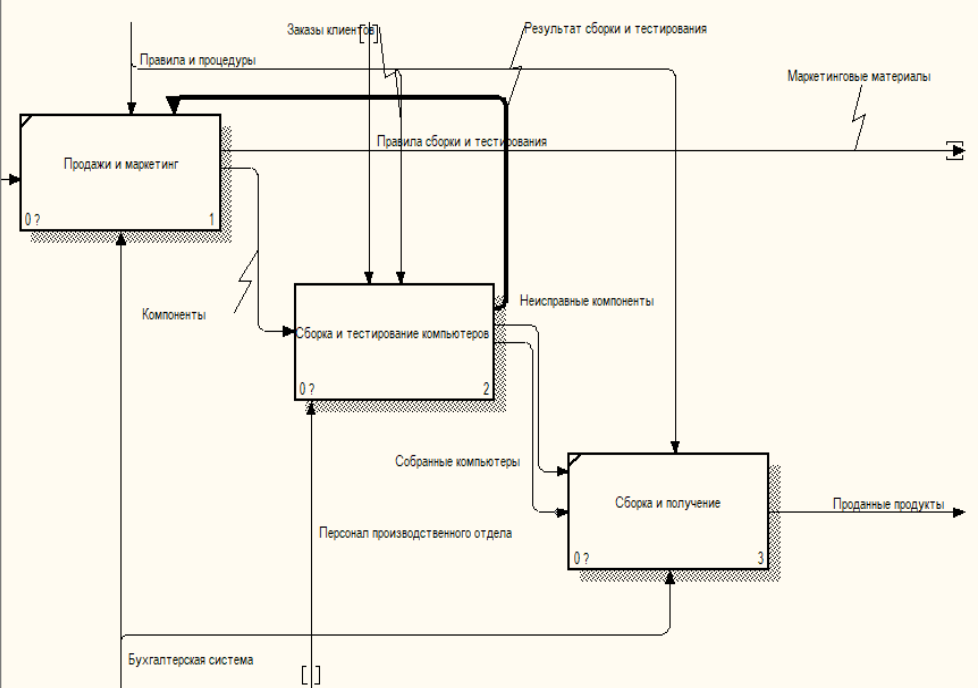 Заказы клиентов
Результат сборки и тестирования
Правила и процедуры
Маркетинговые материалы
Правила сборки и тестирования
Продажи и маркетинг
0 ?
1
Неисправные компоненты
Компоненты
Сборка и тестирование компьютеров
0 ?
2
Собранные компьютеры
Сборка и получение
Проданные продукты
Персонал производственного отдела
0 ?
3
Бухгалтерская система